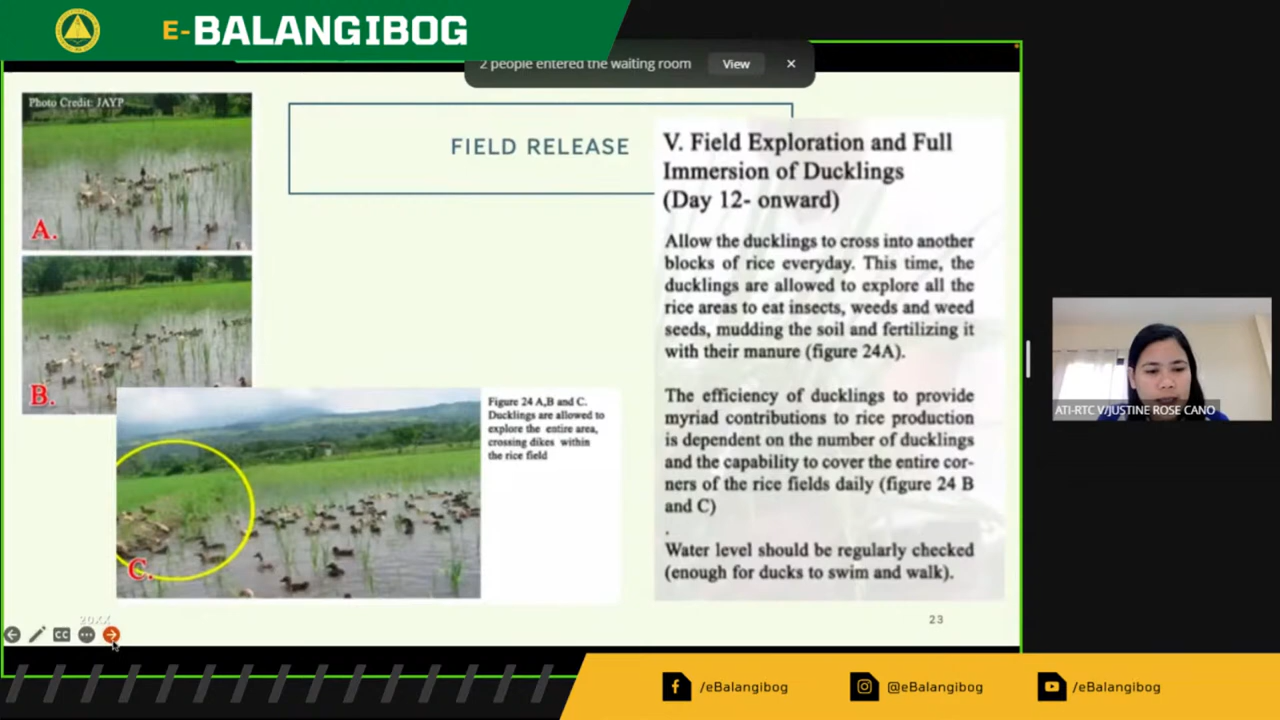 E-BALANGIBOG
2 people entered the waiting room
View
Photo Credit: JAYP
A.
B.
C.
FIELD RELEASE
V. Field Exploration and Full
Immersion of Ducklings
(Day 12- onward)
Allow the ducklings to cross into another
blocks of rice everyday. This time, the
ducklings are allowed to explore all the
rice areas to eat insects, weeds and weed
seeds, mudding the soil and fertilizing it
with their manure (figure 24A).
The efficiency of ducklings to provide
myriad contributions to rice production
is dependent on the number of ducklings
and the capability to cover the entire cor-
ners of the rice fields daily (figure 24 B
and C)
.
Water level should be regularly checked
(enough for ducks to swim and walk).
Figure 24 A,B and C.
Ducklings are allowed to
explore the entire area,
crossing dikes within
the rice field
20XX
23
CC
ATI-RTC V/JUSTINE ROSE CANO
/eBalangibog
@eBalangibog
/eBalangibog